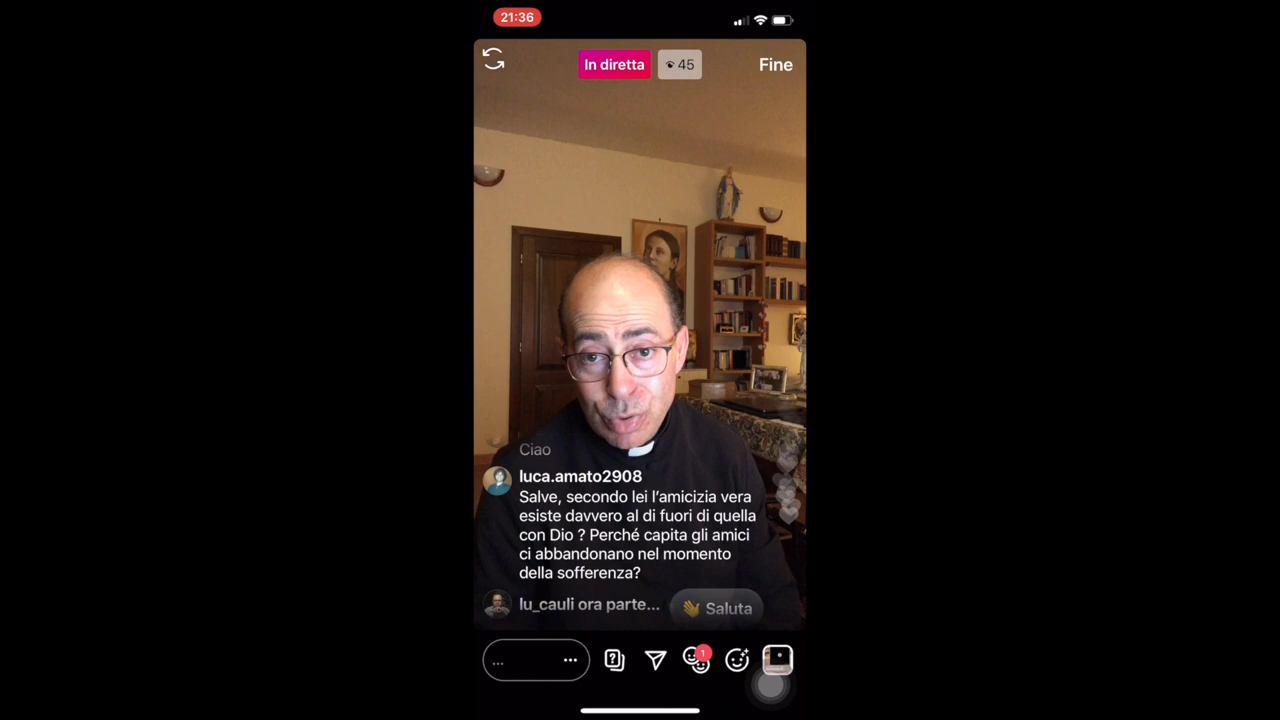 21:36
In diretta
45
Fine
Ciao
luca.amato2908
Salve, secondo lei l’amicizia vera
esiste davvero al di fuori di quella
con Dio ? Perché capita gli amici
ci abbandonano nel momento
della sofferenza?
lu_cauli ora parte...
👋 Saluta
...
1